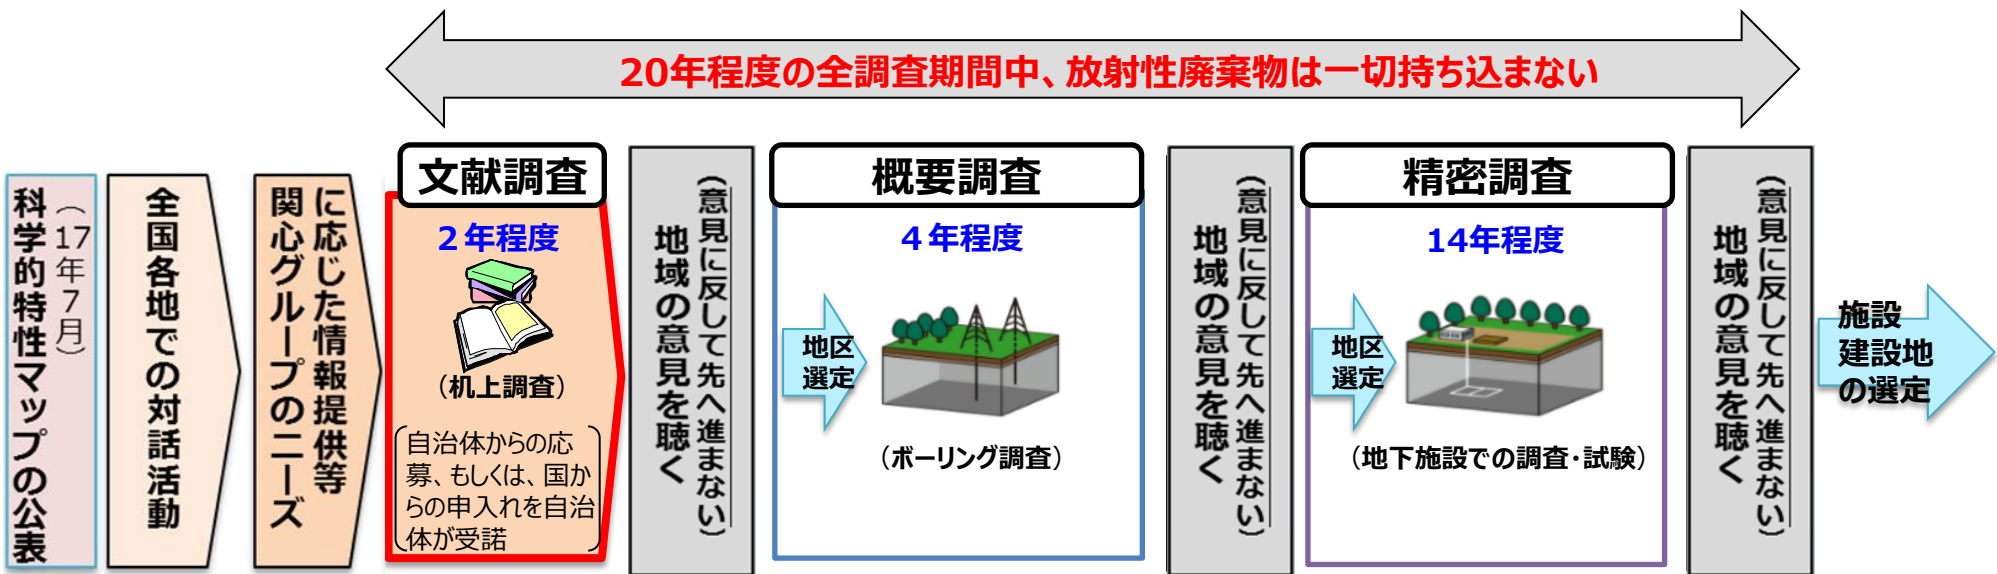 20年程度の全調査期間中、放射性廃棄物は一切持ち込まない
科学的特性マップの公表
（17年7月）
全国各地での対話活動
関心グループのニーズ
に応じた情報提供等
文献調査
２年程度
（机上調査）
自治体からの応
募、もしくは、国か
らの申入れを自治
体が受諾
地域の意見を聴く
（意見に反して先へ進まない）
概要調査
４年程度
地区
選定
（ボーリング調査）
地域の意見を聴く
（意見に反して先へ進まない）
精密調査
14年程度
地区
選定
（地下施設での調査・試験）
地域の意見を聴く
（意見に反して先へ進まない）
施設
建設地
の選定